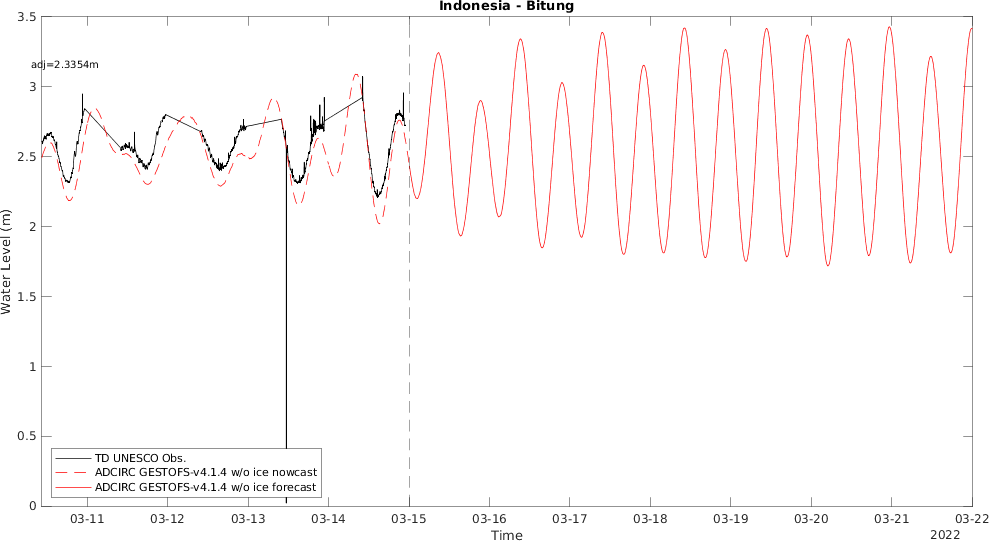 Indonesia - Bitung
adj=2.3354m
3.5
3
2.5
2
1.5
1
0.5
0
Water Level (m)
TD UNESCO Obs.
ADCIRC GESTOFS-v4.1.4 w/o ice nowcast
ADCIRC GESTOFS-v4.1.4 w/o ice forecast
03-11 03-12 03-13 03-14 03-15 03-16 03-17 03-18 03-19 03-20 03-21 03-22
Time
2022